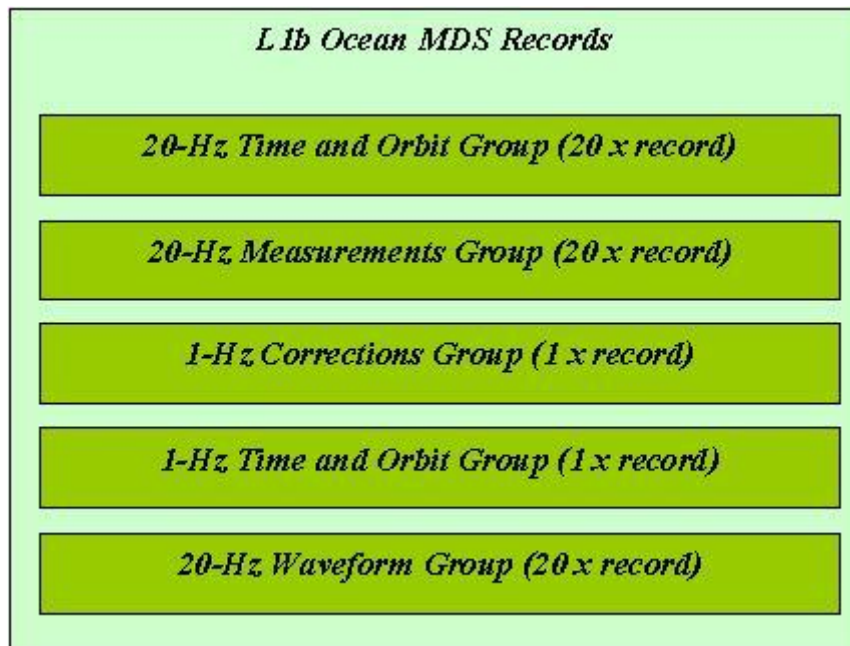 L1b Ocean MDS Records
20-Hz Time and Orbit Group (20 x record)
20-Hz Measurements Group (20 x record)
1-Hz Corrections Group (1 x record)
1-Hz Time and Orbit Group (1 x record)
20-Hz Waveform Group (20 x record)